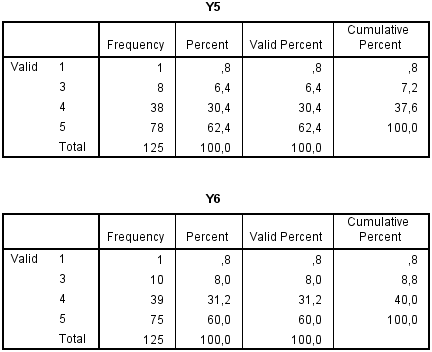 Y5
Frequency Percent Valid Percent Cumulative Percent
Valid 1 1 ,8 ,8 ,8
3 8 6,4 6,4 7,2
4 38 30,4 30,4 37,6
5 78 62,4 62,4 100,0
Total 125 100,0 100,0
Y6
Frequency Percent Valid Percent Cumulative Percent
Valid 1 1 ,8 ,8 ,8
3 10 8,0 8,0 8,8
4 39 31,2 31,2 40,0
5 75 60,0 60,0 100,0
Total 125 100,0 100,0